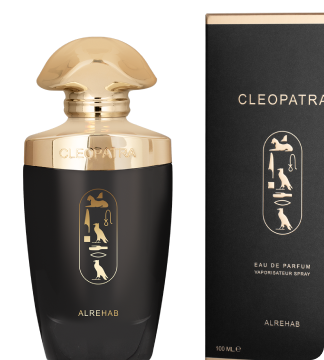 CLEOPATRA
ALREHAB
CLEOPATRA
EAU DE PARFUM
VAPORISATEUR SPRAY
ALREHAB
100 ML.℮